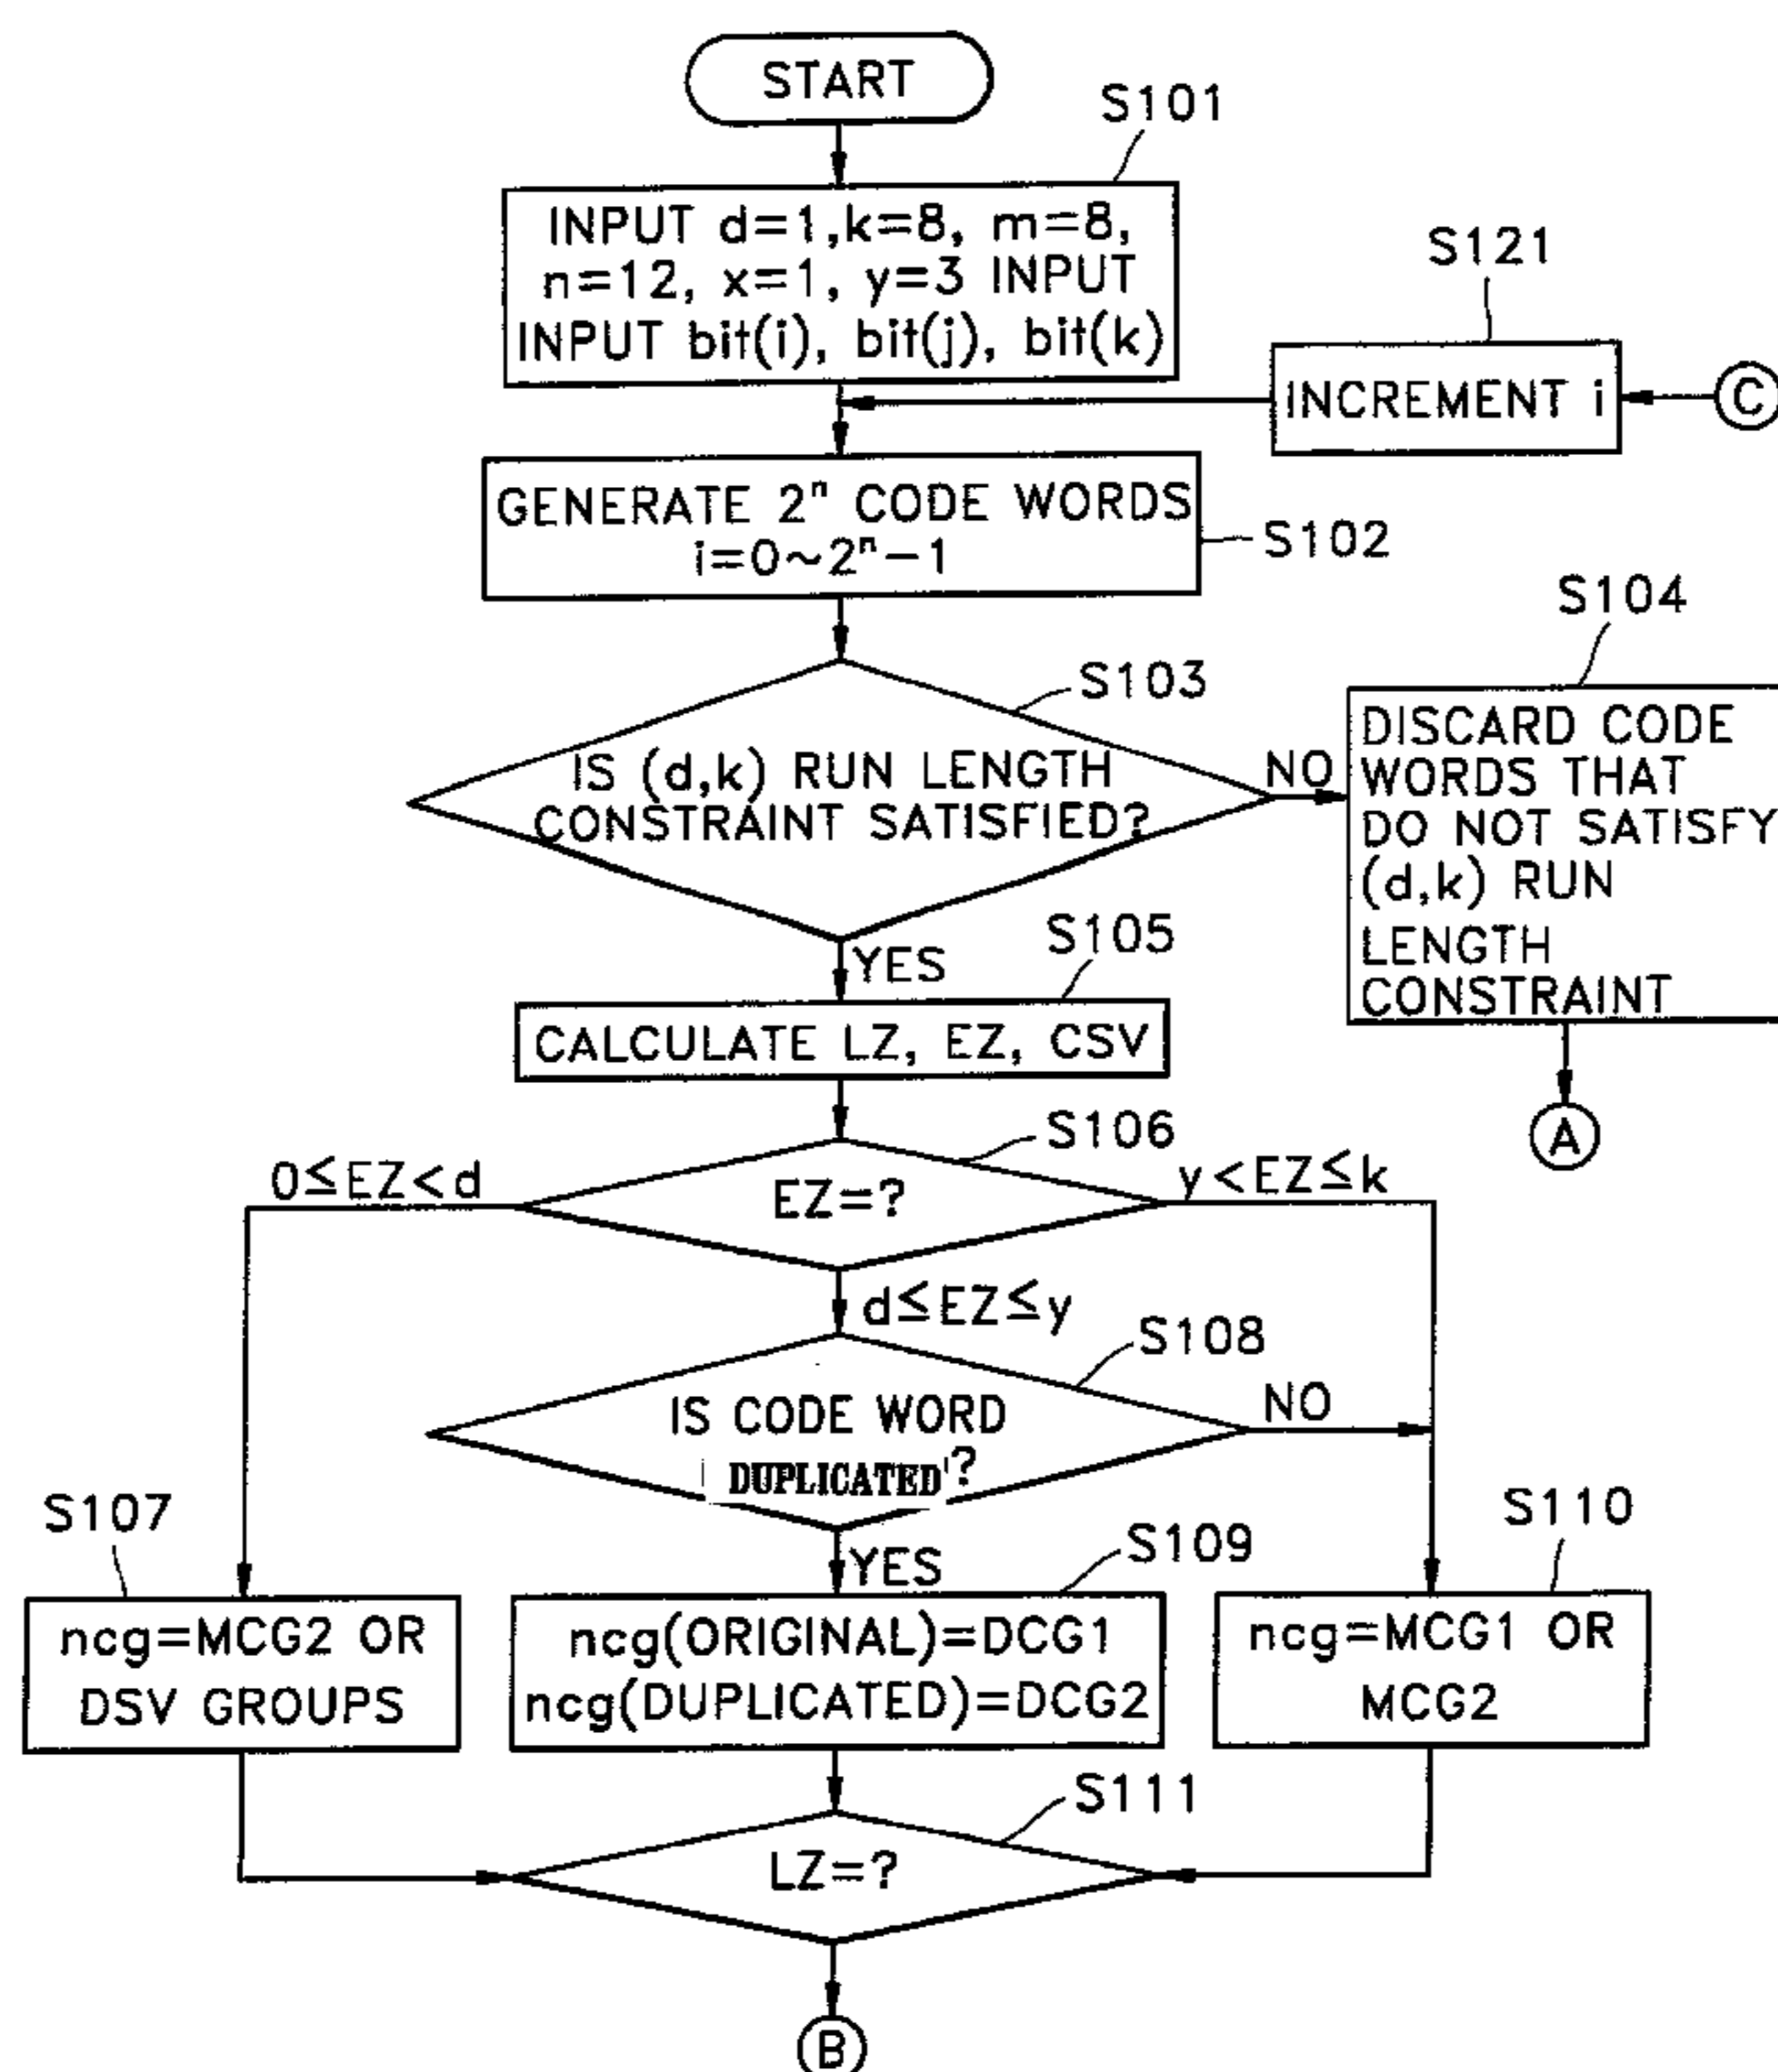 START
S101
INPUT d=1,k=8, m=8,
n=12, x=1, y=3 INPUT
INPUT bit(i), bit(j), bit(k)
S121
INCREMENT i
C
GENERATE 2ⁿ CODE WORDS
i=0~2ⁿ-1
S102
S103
IS (d,k) RUN LENGTH
CONSTRAINT SATISFIED?
NO
S104
DISCARD CODE
WORDS THAT
DO NOT SATISFY
(d,k) RUN
LENGTH
CONSTRAINT
A
YES
S105
CALCULATE LZ, EZ, CSV
S106
EZ=?
0≤EZ<d
y<EZ≤k
d≤EZ≤y
S108
IS CODE WORD
DUPLICATED'?
NO
YES
S107
ncg=MCG2 OR
DSV GROUPS
S109
ncg(ORIGINAL)=DCG1
ncg(DUPLICATED)=DCG2
S110
ncg=MCG1 OR
MCG2
S111
LZ=?
B